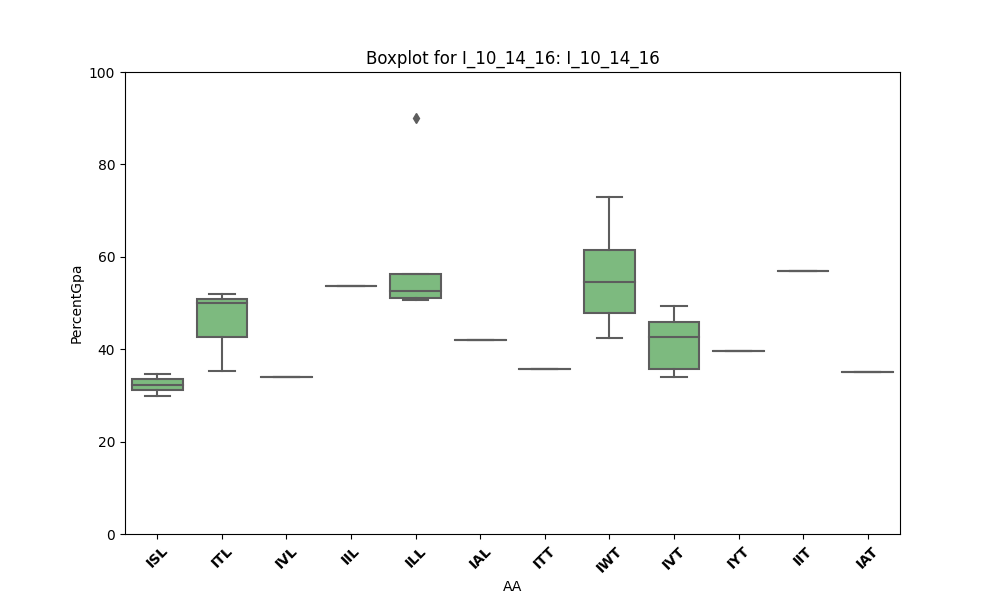 Boxplot for I_10_14_16: I_10_14_16
100
80
60
40
20
0
PercentGpa
ISL ITL IVL IIL ILL IAL ITT IWT IVT IYT IIT IAT
AA